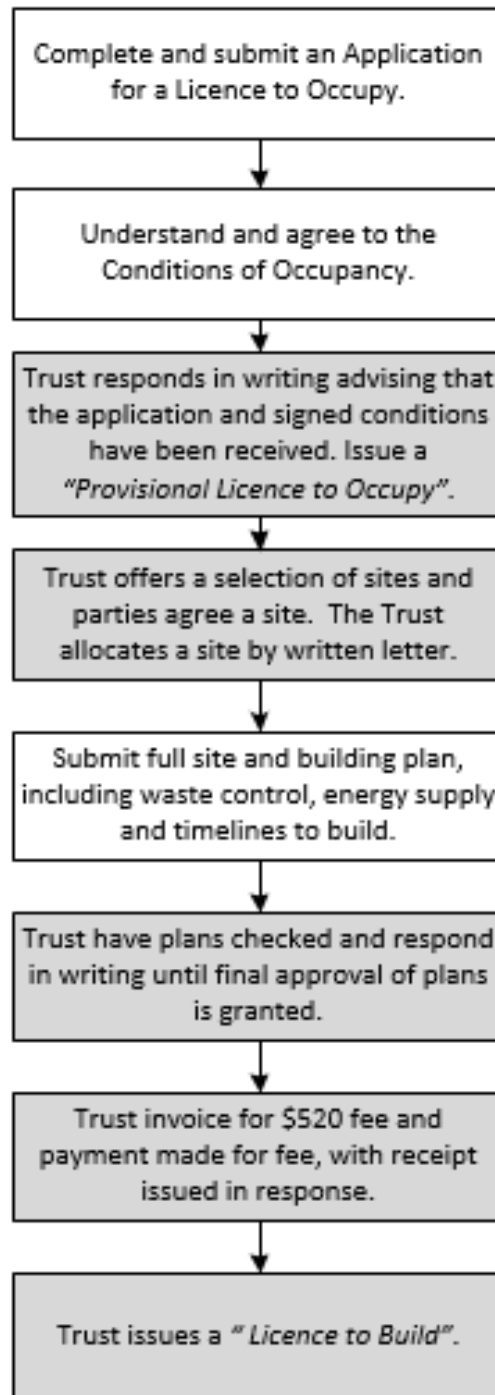 Complete and submit an Application
for a Licence to Occupy.
Understand and agree to the
Conditions of Occupancy.
Trust responds in writing advising that
the application and signed conditions
have been received. Issue a
“Provisional Licence to Occupy”.
Trust offers a selection of sites and
parties agree a site.  The Trust
allocates a site by written letter.
Submit full site and building plan,
including waste control, energy supply
and timelines to build.
Trust have plans checked and respond
in writing until final approval of plans
is granted.
Trust invoice for $520 fee and
payment made for fee, with receipt
issued in response.
Trust issues a “ Licence to Build”.